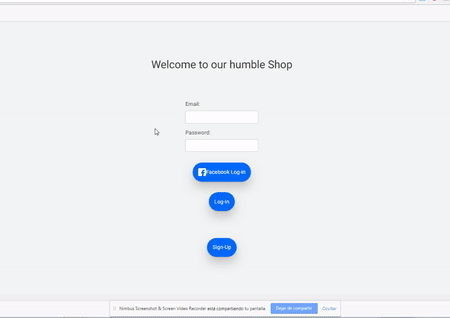 Welcome to our humble Shop
Email:
Password:
Facebook Log-in
Log-In
Sign-Up
Nimbus Screenshot & Screen Video Recorder está compartiendo tu pantalla.
Dejar de compartir
Ocultar